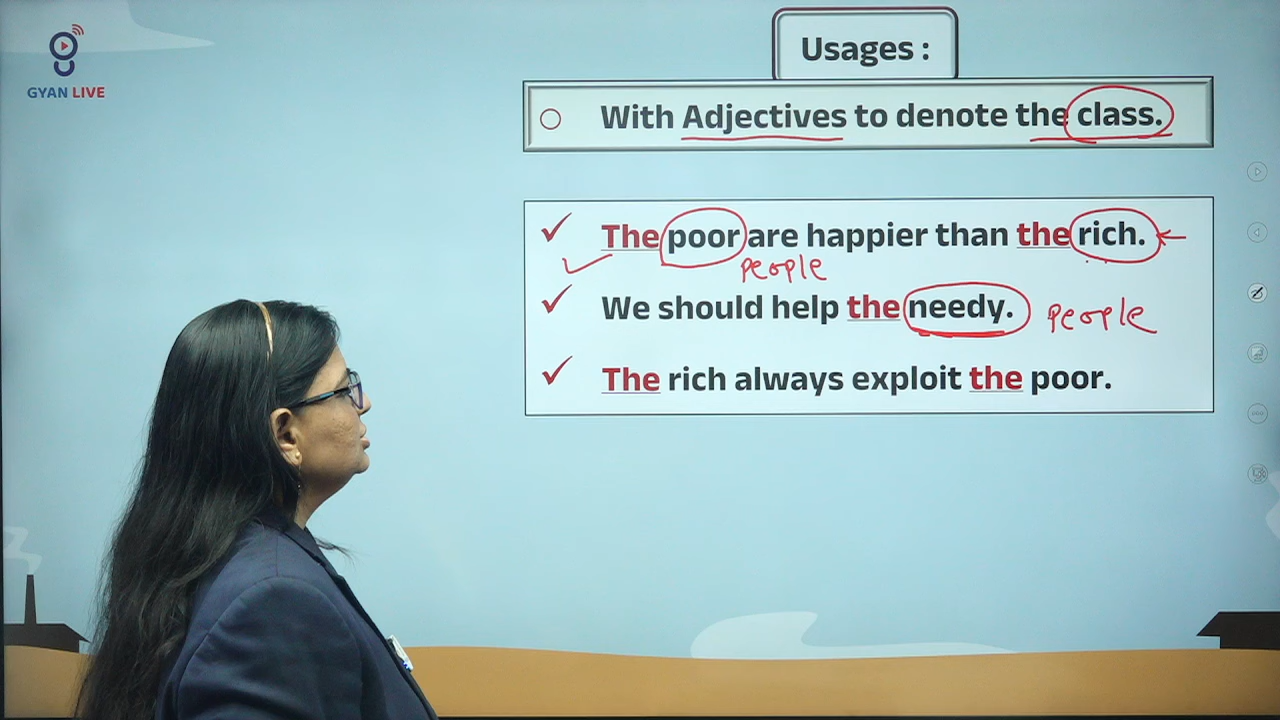 GYAN LIVE
Usages :
With Adjectives to denote the class.
The poor are happier than the rich.
people
We should help the needy. people
The rich always exploit the poor.